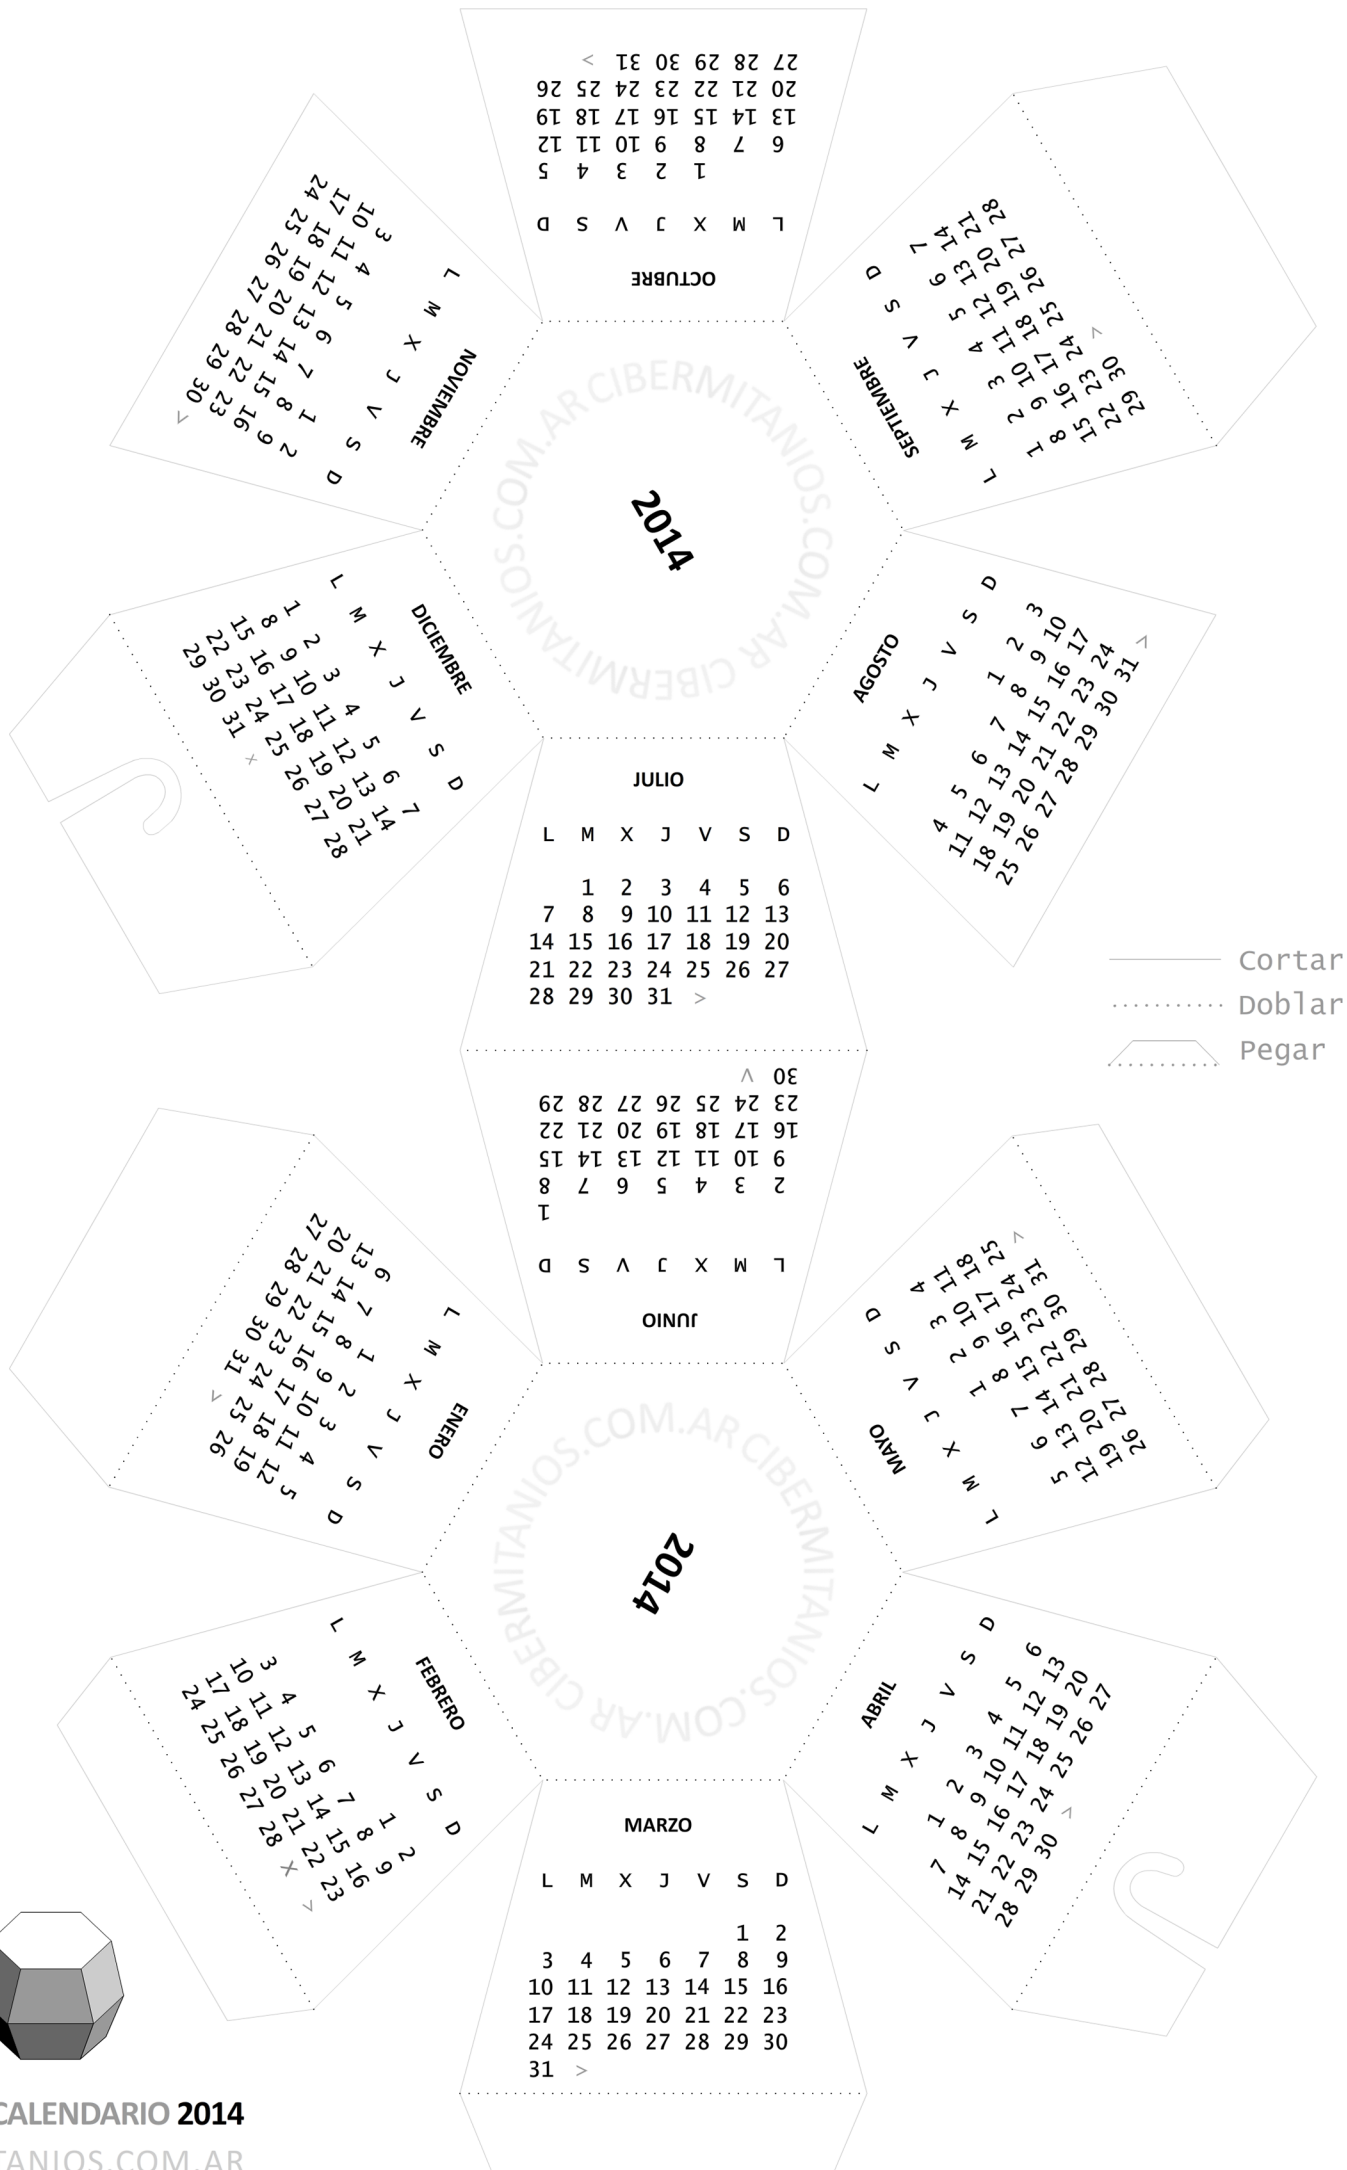 OCTUBRE
L M X J V S D
1 2 3 4 5
6 7 8 9 10 11 12
13 14 15 16 17 18 19
20 21 22 23 24 25 26
27 28 29 30 31 >
NOVIEMBRE
L M X J V S D
1 2
3 4 5 6 7 8 9
10 11 12 13 14 15 16
17 18 19 20 21 22 23
24 25 26 27 28 29 30 >
SEPTIEMBRE
L M X J V S D
1 2 3 4 5 6 7
8 9 10 11 12 13 14
15 16 17 18 19 20 21
22 23 24 25 26 27 28
29 30 >
CIBERMITANIOS.COM.AR CIBERMITANIOS.COM.AR
2014
DICIEMBRE
L M X J V S D
1 2 3 4 5 6 7
8 9 10 11 12 13 14
15 16 17 18 19 20 21
22 23 24 25 26 27 28
29 30 31 x
AGOSTO
L M X J V S D
1 2 3
4 5 6 7 8 9 10
11 12 13 14 15 16 17
18 19 20 21 22 23 24
25 26 27 28 29 30 31 >
JULIO
L M X J V S D
1 2 3 4 5 6
7 8 9 10 11 12 13
14 15 16 17 18 19 20
21 22 23 24 25 26 27
28 29 30 31 >
Cortar
Doblar
Pegar
JUNIO
L M X J V S D
1
2 3 4 5 6 7 8
9 10 11 12 13 14 15
16 17 18 19 20 21 22
23 24 25 26 27 28 29
30 >
ENERO
L M X J V S D
1 2 3 4 5
6 7 8 9 10 11 12
13 14 15 16 17 18 19
20 21 22 23 24 25 26
27 28 29 30 31 >
MAYO
L M X J V S D
1 2 3 4
5 6 7 8 9 10 11
12 13 14 15 16 17 18
19 20 21 22 23 24 25
26 27 28 29 30 31 >
CIBERMITANIOS.COM.AR CIBERMITANIOS.COM.AR
2014
FEBRERO
L M X J V S D
1 2
3 4 5 6 7 8 9
10 11 12 13 14 15 16
17 18 19 20 21 22 23
24 25 26 27 28 X >
ABRIL
L M X J V S D
1 2 3 4 5 6
7 8 9 10 11 12 13
14 15 16 17 18 19 20
21 22 23 24 25 26 27
28 29 30 >
MARZO
L M X J V S D
1 2
3 4 5 6 7 8 9
10 11 12 13 14 15 16
17 18 19 20 21 22 23
24 25 26 27 28 29 30
31 >
CALENDARIO 2014
TANIOS.COM.AR